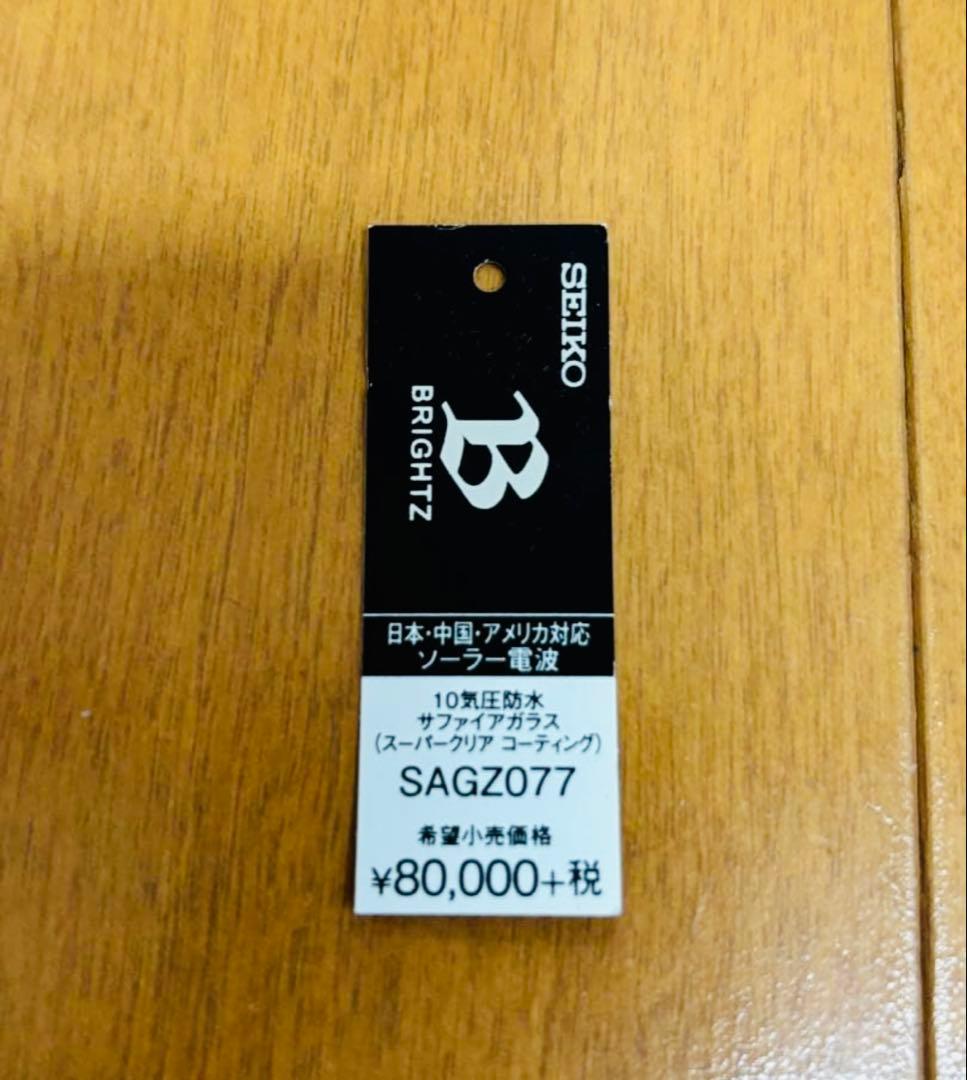 SEIKO
B
BRIGHTZ
日本・中国・アメリカ対応
ソーラー電波
10気圧防水
サファイアガラス
(スーパークリア コーティング)
SAGZ077
希望小売価格
¥80,000+税